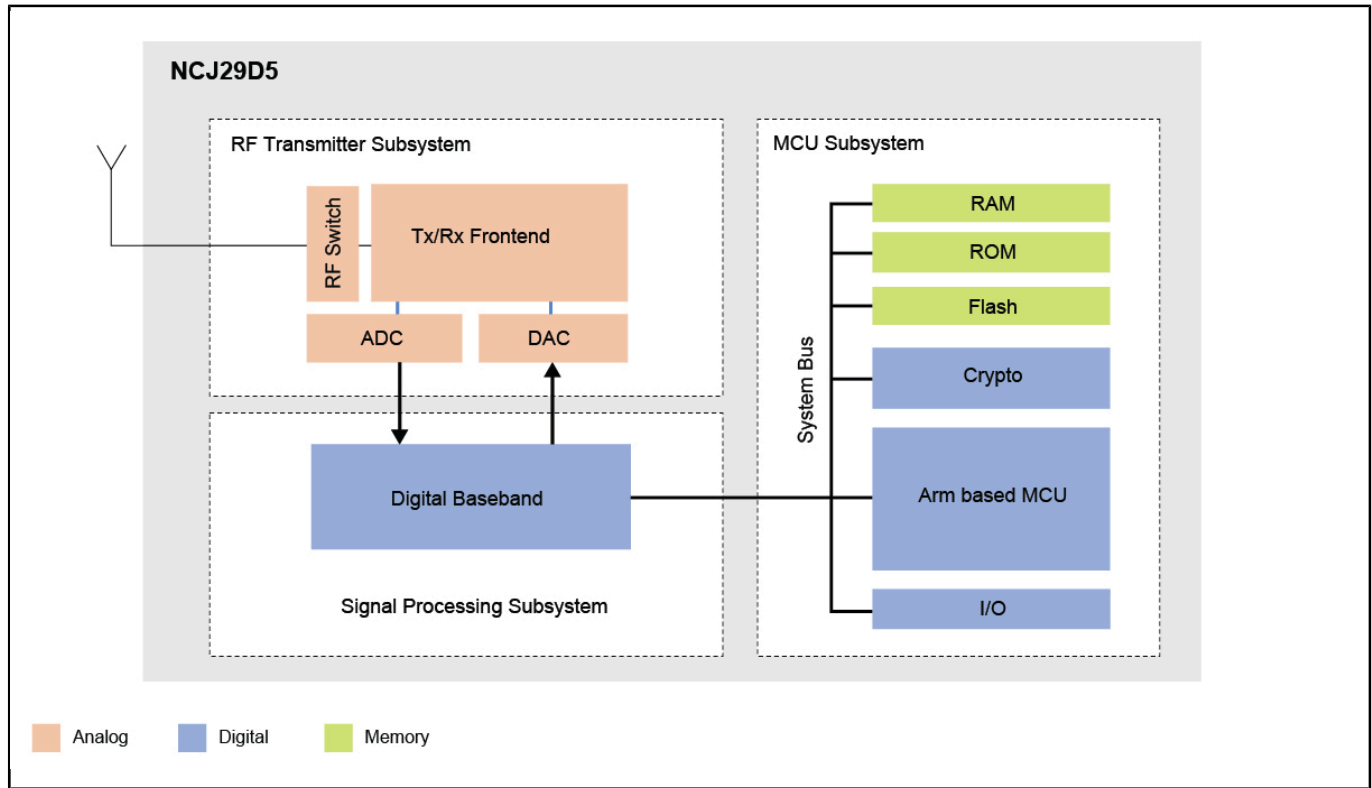 NCJ29D5
RF Transmitter Subsystem
RF Switch
Tx/Rx Frontend
ADC
DAC
Digital Baseband
Signal Processing Subsystem
MCU Subsystem
System Bus
RAM
ROM
Flash
Crypto
Arm based MCU
I/O
Analog
Digital
Memory